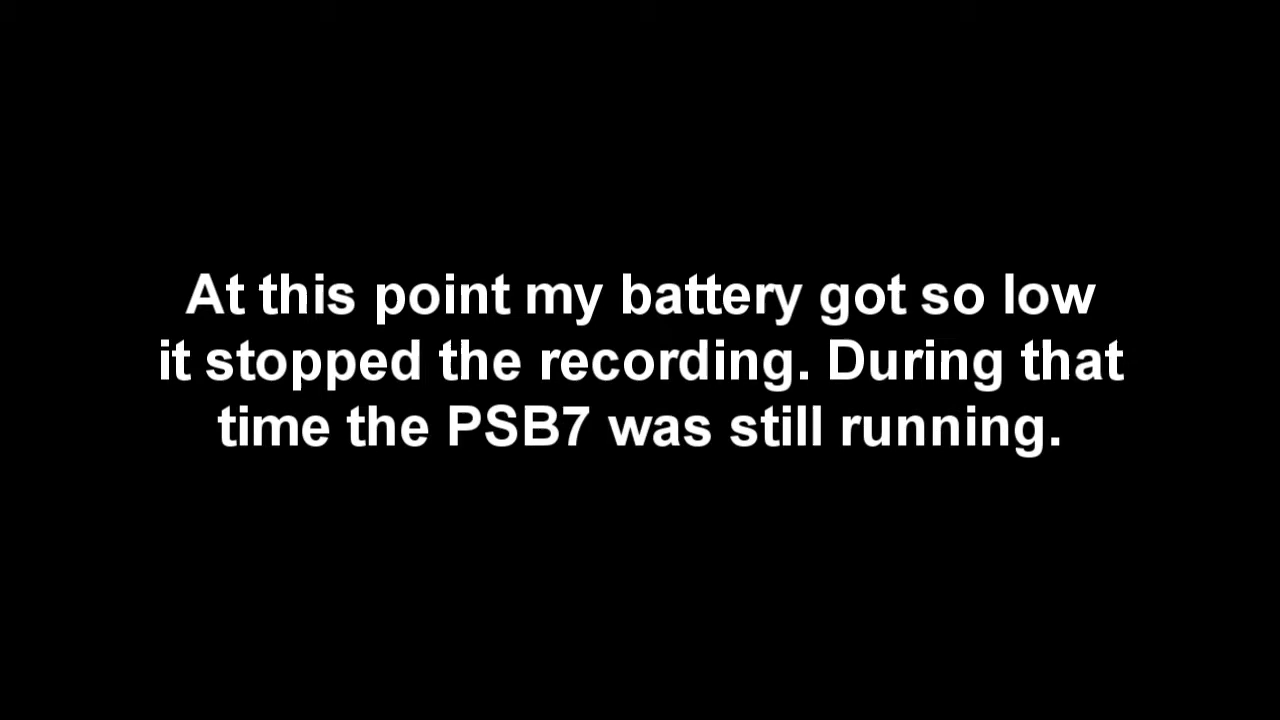 At this point my battery got so low
it stopped the recording. During that
time the PSB7 was still running.